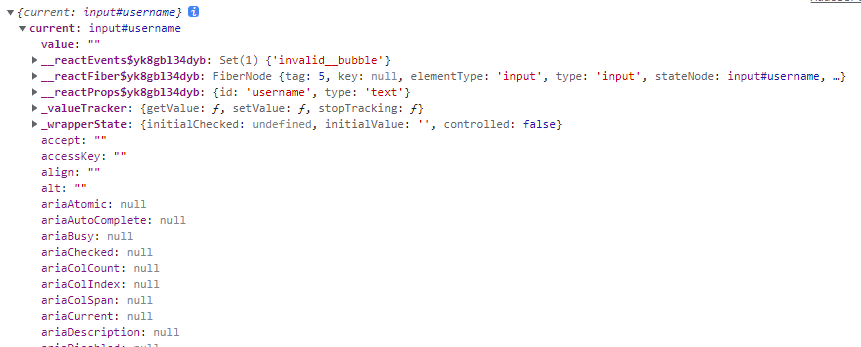 {current: input#username} i
current: input#username
value: ""
__reactEvents$yk8gbl34dyb: Set(1) {'invalid__bubble'}
__reactFiber$yk8gbl34dyb: FiberNode {tag: 5, key: null, elementType: 'input', type: 'input', stateNode: input#username, …}
__reactProps$yk8gbl34dyb: {id: 'username', type: 'text'}
_valueTracker: {getValue: ƒ, setValue: ƒ, stopTracking: ƒ}
_wrapperState: {initialChecked: undefined, initialValue: '', controlled: false}
accept: ""
accessKey: ""
align: ""
alt: ""
ariaAtomic: null
ariaAutoComplete: null
ariaBusy: null
ariaChecked: null
ariaColCount: null
ariaColIndex: null
ariaColSpan: null
ariaCurrent: null
ariaDescription: null